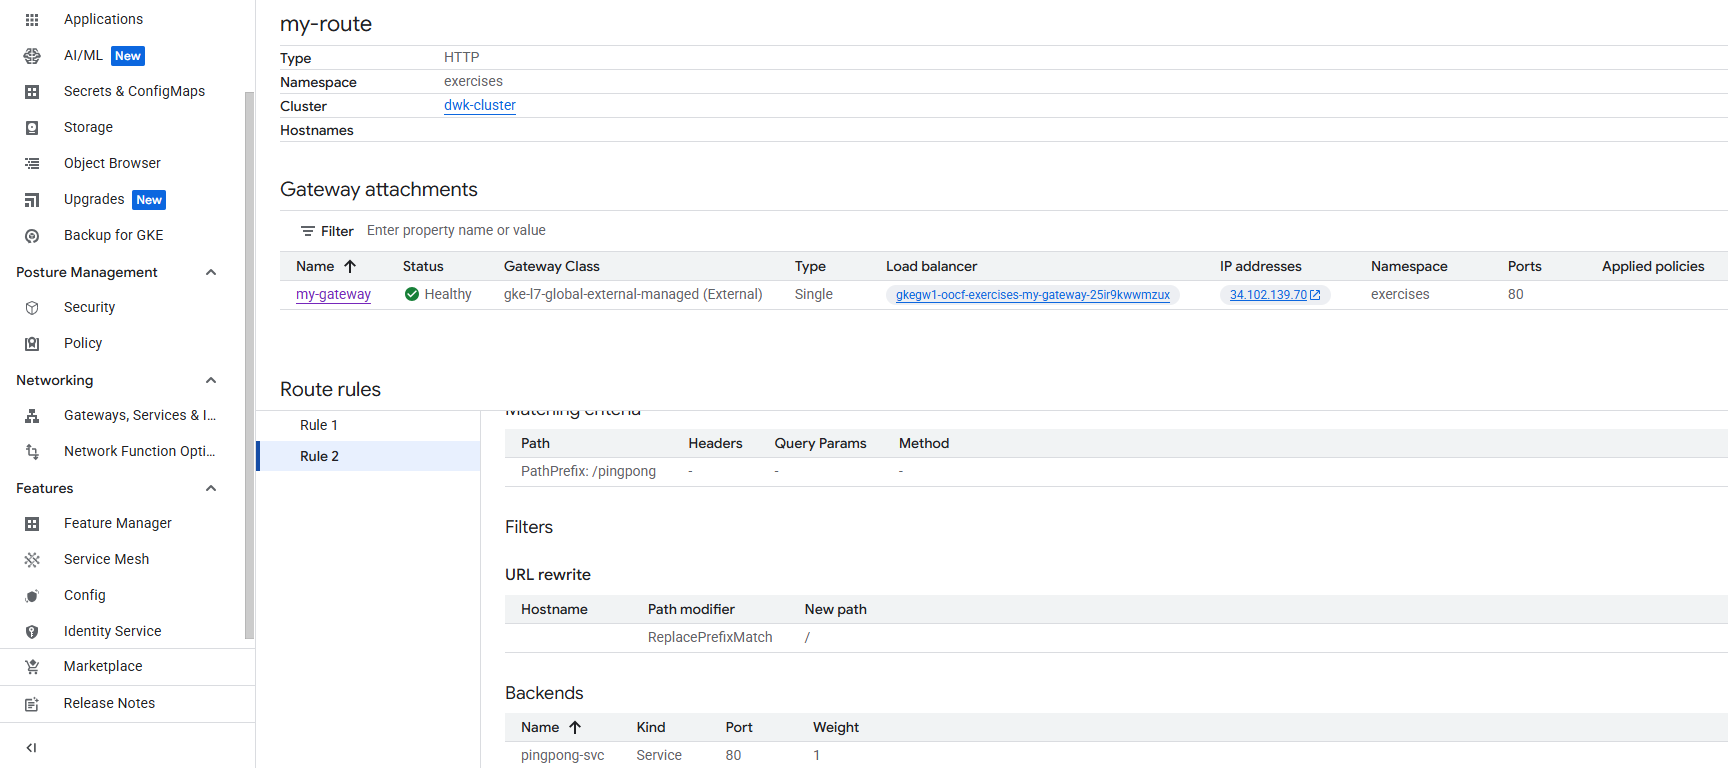 Applications
AI/ML New
Secrets & ConfigMaps
Storage
Object Browser
Upgrades New
Backup for GKE
Posture Management
Security
Policy
Networking
Gateways, Services & I...
Network Function Opti...
Features
Feature Manager
Service Mesh
Config
Identity Service
Marketplace
Release Notes
my-route
Type HTTP
Namespace exercises
Cluster dwk-cluster
Hostnames
Gateway attachments
Filter Enter property name or value
Name Status Gateway Class Type Load balancer IP addresses Namespace Ports Applied policies
my-gateway Healthy gke-l7-global-external-managed (External) Single gkegw1-oocf-exercises-my-gateway-25ir9kwwmzux 34.102.139.70 exercises 80
Route rules
Rule 1
Rule 2
Matching criteria
Path Headers Query Params Method
PathPrefix: /pingpong - - -
Filters
URL rewrite
Hostname Path modifier New path
ReplacePrefixMatch /
Backends
Name Kind Port Weight
pingpong-svc Service 80 1